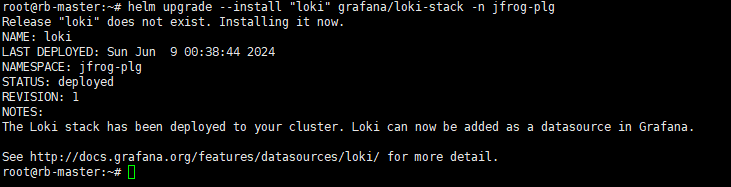 root@rb-master:~# helm upgrade --install "loki" grafana/loki-stack -n jfrog-plg
Release "loki" does not exist. Installing it now.
NAME: loki
LAST DEPLOYED: Sun Jun  9 00:38:44 2024
NAMESPACE: jfrog-plg
STATUS: deployed
REVISION: 1
NOTES:
The Loki stack has been deployed to your cluster. Loki can now be added as a datasource in Grafana.

See http://docs.grafana.org/features/datasources/loki/ for more detail.
root@rb-master:~#